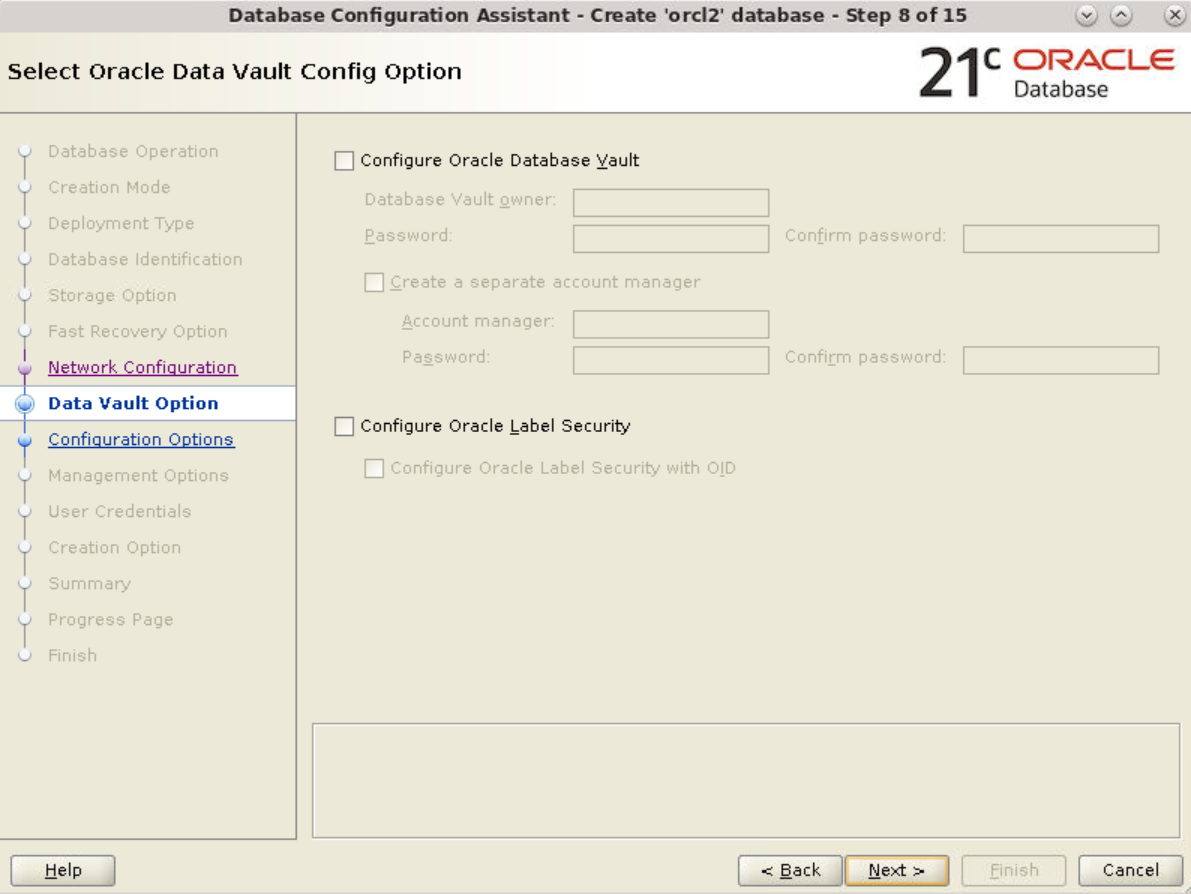 Database Configuration Assistant - Create 'orcl2' database - Step 8 of 15
Select Oracle Data Vault Config Option
21c ORACLE
Database
Database Operation
Creation Mode
Deployment Type
Database Identification
Storage Option
Fast Recovery Option
Network Configuration
Data Vault Option
Configuration Options
Management Options
User Credentials
Creation Option
Summary
Progress Page
Finish
Configure Oracle Database Vault
Database Vault owner:
Password: Confirm password:
Create a separate account manager
Account manager:
Password: Confirm password:
Configure Oracle Label Security
Configure Oracle Label Security with OID
Help < Back Next > Finish Cancel